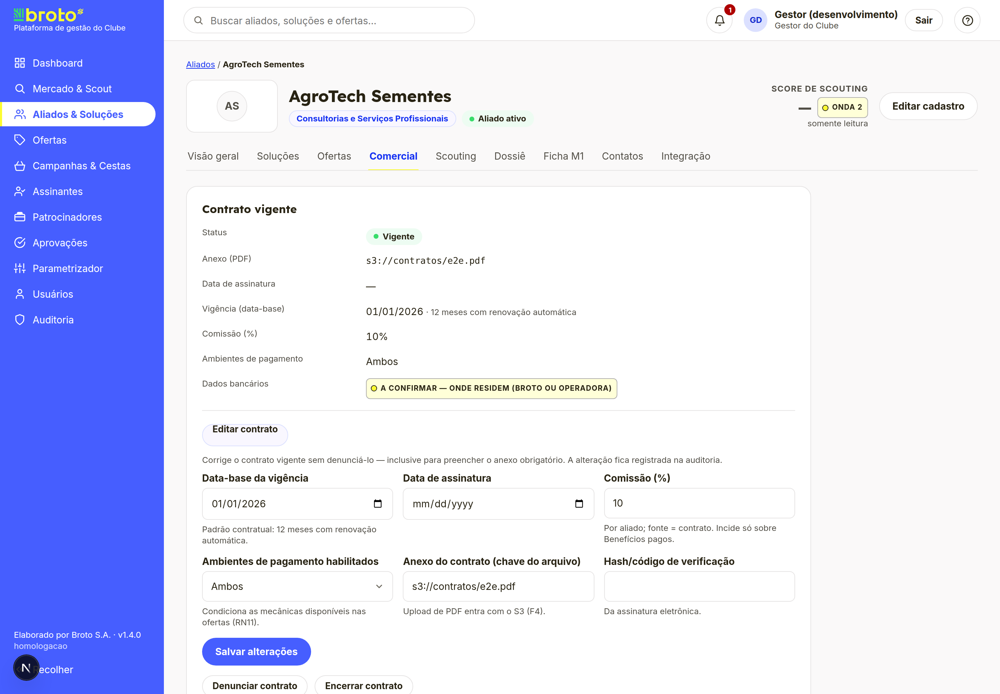 broto
Plataforma de gestão do Clube
Dashboard
Mercado & Scout
Aliados & Soluções
Ofertas
Campanhas & Cestas
Assinantes
Patrocinadores
Aprovações
Parametrizador
Usuários
Auditoria
Elaborado por Broto S.A. · v1.4.0
homologacao
N
ecolher
Buscar aliados, soluções e ofertas...
1
GD
Gestor (desenvolvimento)
Gestor do Clube
Sair
?
Aliados / AgroTech Sementes
AS
AgroTech Sementes
Consultorias e Serviços Profissionais
Aliado ativo
SCORE DE SCOUTING
— ONDA 2
somente leitura
Editar cadastro
Visão geral
Soluções
Ofertas
Comercial
Scouting
Dossiê
Ficha M1
Contatos
Integração
Contrato vigente
Status
Vigente
Anexo (PDF)
s3://contratos/e2e.pdf
Data de assinatura
—
Vigência (data-base)
01/01/2026 · 12 meses com renovação automática
Comissão (%)
10%
Ambientes de pagamento
Ambos
Dados bancários
A CONFIRMAR — ONDE RESIDEM (BROTO OU OPERADORA)
Editar contrato
Corrige o contrato vigente sem denunciá-lo — inclusive para preencher o anexo obrigatório. A alteração fica registrada na auditoria.
Data-base da vigência
01/01/2026
Padrão contratual: 12 meses com renovação
automática.
Data de assinatura
mm/dd/yyyy
Comissão (%)
10
Por aliado; fonte = contrato. Incide só sobre
Benefícios pagos.
Ambientes de pagamento habilitados
Ambos
Condiciona as mecânicas disponíveis nas
ofertas (RN11).
Anexo do contrato (chave do arquivo)
s3://contratos/e2e.pdf
Upload de PDF entra com o S3 (F4).
Hash/código de verificação
Da assinatura eletrônica.
Salvar alterações
Denunciar contrato
Encerrar contrato